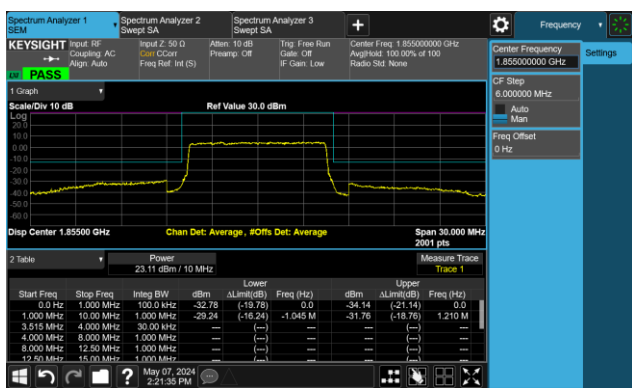 Spectrum Analyzer 1
SEM
Spectrum Analyzer 2
Swept SA
Spectrum Analyzer 3
Swept SA
+
Frequency
KEYSIGHT
Input: RF
Coupling: AC
Align: Auto
Input Z: 50 Ω
Corr CCorr
Freq Ref: Int (S)
Atten: 10 dB
Preamp: Off
Trig: Free Run
Gate: Off
IF Gain: Low
Center Freq: 1.855000000 GHz
Avg|Hold: 100.00% of 100
Radio Std: None
PASS
Center Frequency
1.855000000 GHz
Settings
CF Step
6.000000 MHz
Auto
Man
Freq Offset
0 Hz
1 Graph
Scale/Div 10 dB
Ref Value 30.0 dBm
Log
20.0
10.0
0.00
-10.0
-20.0
-30.0
-40.0
-50.0
-60.0
Disp Center 1.85500 GHz
Chan Det: Average, #Offs Det: Average
Span 30.000 MHz
2001 pts
2 Table
Power
23.11 dBm / 10 MHz
Measure Trace
Trace 1
Lower Upper
Start Freq Stop Freq Integ BW dBm ΔLimit(dB) Freq (Hz) dBm ΔLimit(dB) Freq (Hz)
0.0 Hz 1.000 MHz 100.0 kHz -32.78 (-19.78) 0.0 -34.14 (-21.14) 0.0
1.000 MHz 10.00 MHz 1.000 MHz -29.24 (-16.24) -1.045 M -31.76 (-18.76) 1.210 M
3.515 MHz 4.000 MHz 30.00 kHz --- (---) --- --- (---) ---
4.000 MHz 8.000 MHz 1.000 MHz --- (---) --- --- (---) ---
8.000 MHz 12.50 MHz 1.000 MHz --- (---) --- --- (---) ---
12.50 MHz 15.00 MHz 1.000 MHz --- (---) --- --- (---) ---
?
May 07, 2024
2:21:35 PM